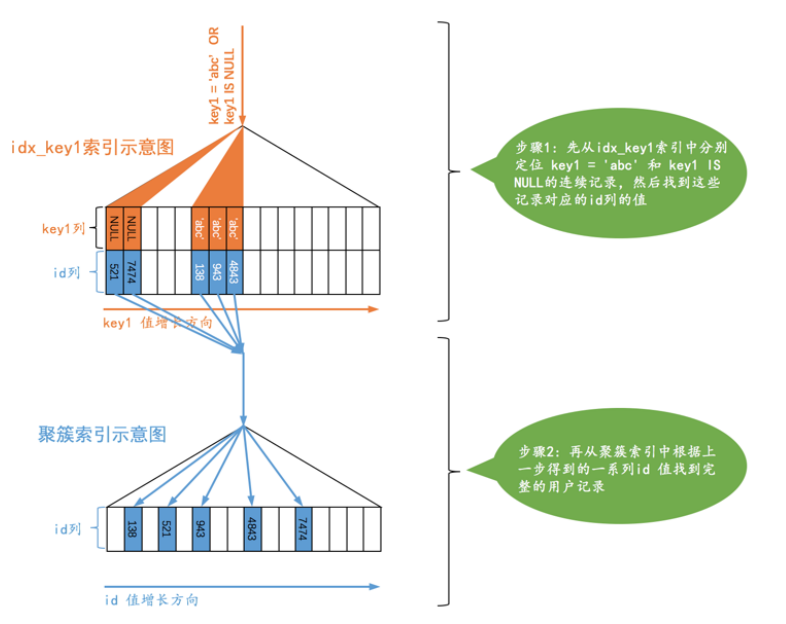 key1 = 'abc' OR
key1 IS NULL
idx_key1索引示意图
key1列
NULL
NULL
'abc'
'abc'
'abc'
id列
521
7474
138
943
4843
key1 值增长方向
步骤1: 先从idx_key1索引中分别
定位 key1 = 'abc' 和 key1 IS
NULL的连续记录, 然后找到这些
记录对应的id列的值
聚簇索引示意图
id列
138
521
943
4843
7474
id 值增长方向
步骤2: 再从聚簇索引中根据上
一步得到的一系列id 值找到完
整的用户记录